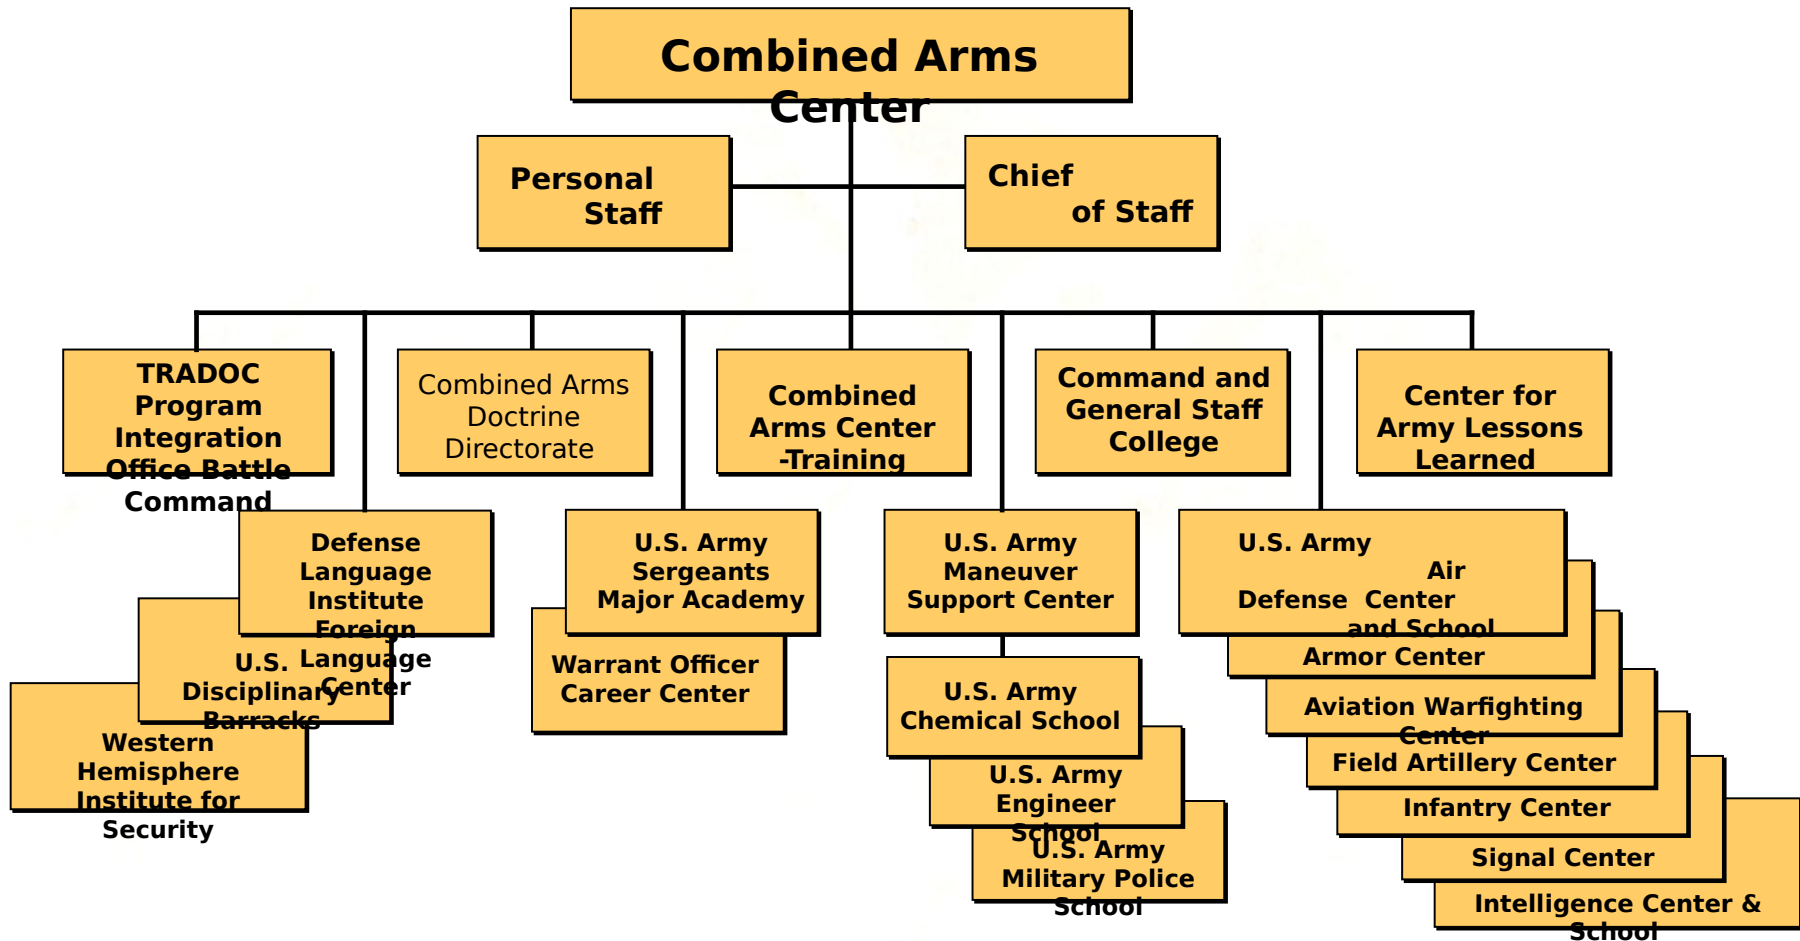 Combined Arms
Center
Personal
Staff
Chief
of Staff
TRADOC
Program
Integration
Office Battle
Command
Combined Arms
Doctrine
Directorate
Combined
Arms Center
-Training
Command and
General Staff
College
Center for
Army Lessons
Learned
Defense
Language
Institute
Foreign
Language
Center
U.S.
Disciplinary
Barracks
Western
Hemisphere
Institute for
Security
U.S. Army
Sergeants
Major Academy
Warrant Officer
Career Center
U.S. Army
Maneuver
Support Center
U.S. Army
Chemical School
U.S. Army
Engineer
School
U.S. Army
Military Police
School
U.S. Army
Air
Defense Center
and School
Armor Center
Aviation Warfighting
Center
Field Artillery Center
Infantry Center
Signal Center
Intelligence Center &
School